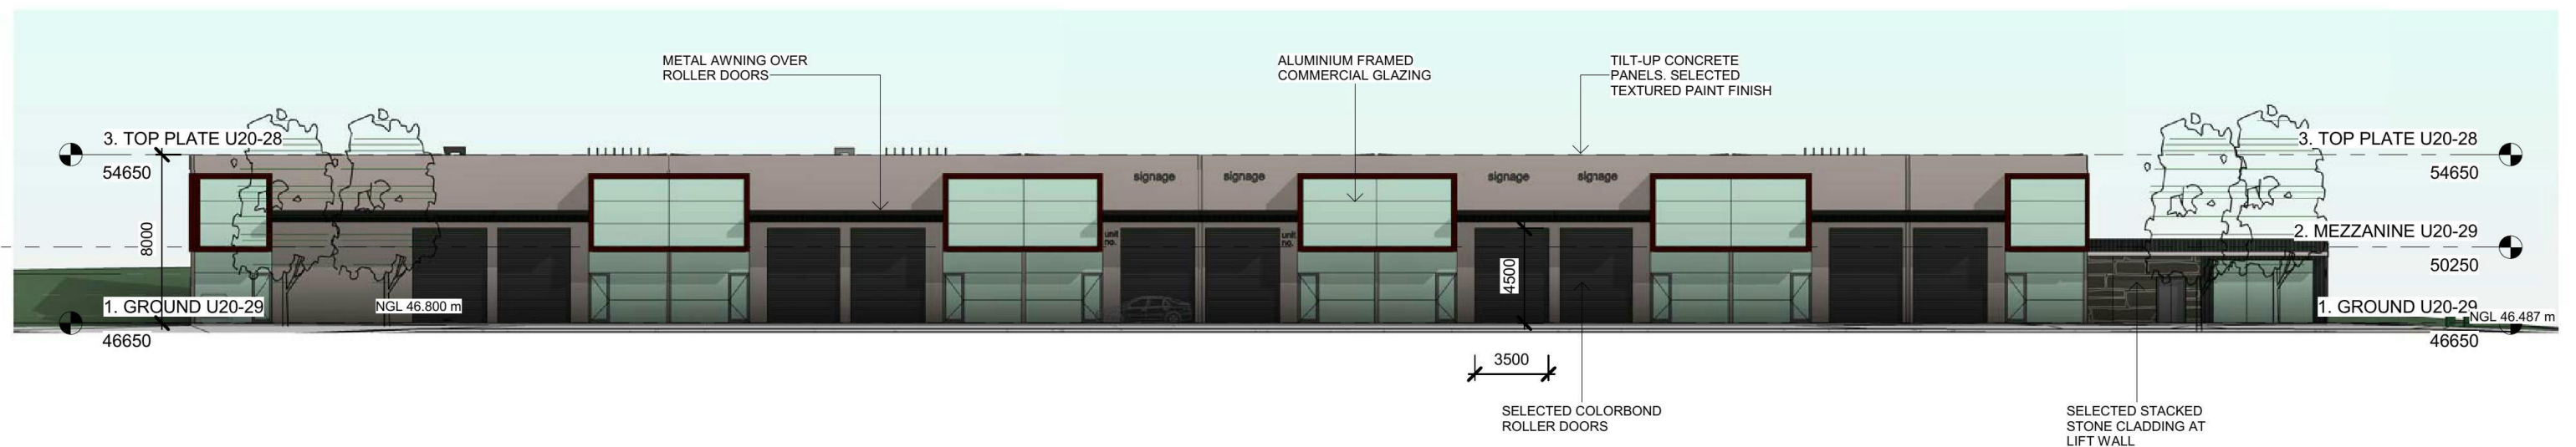 METAL AWNING OVER
ROLLER DOORS
ALUMINIUM FRAMED
COMMERCIAL GLAZING
TILT-UP CONCRETE
PANELS. SELECTED
TEXTURED PAINT FINISH
3. TOP PLATE U20-28
54650
3. TOP PLATE U20-28
54650
signage
signage
signage
signage
8000
unit
no.
unit
no.
2. MEZZANINE U20-29
50250
4500
1. GROUND U20-29
46650
NGL 46.800 m
1. GROUND U20-29
NGL 46.487 m
46650
3500
SELECTED COLORBOND
ROLLER DOORS
SELECTED STACKED
STONE CLADDING AT
LIFT WALL